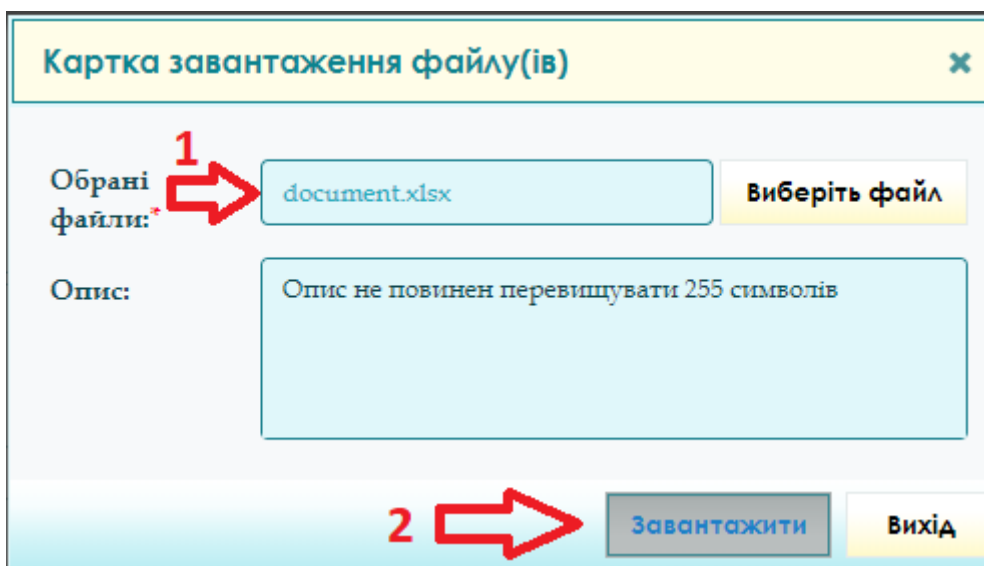 Картка завантаження файлу(ів)
1
Обрані
файли:*
document.xlsx
Виберіть файл
Опис:
Опис не повинен перевищувати 255 символів
2
Завантажити
Вихід